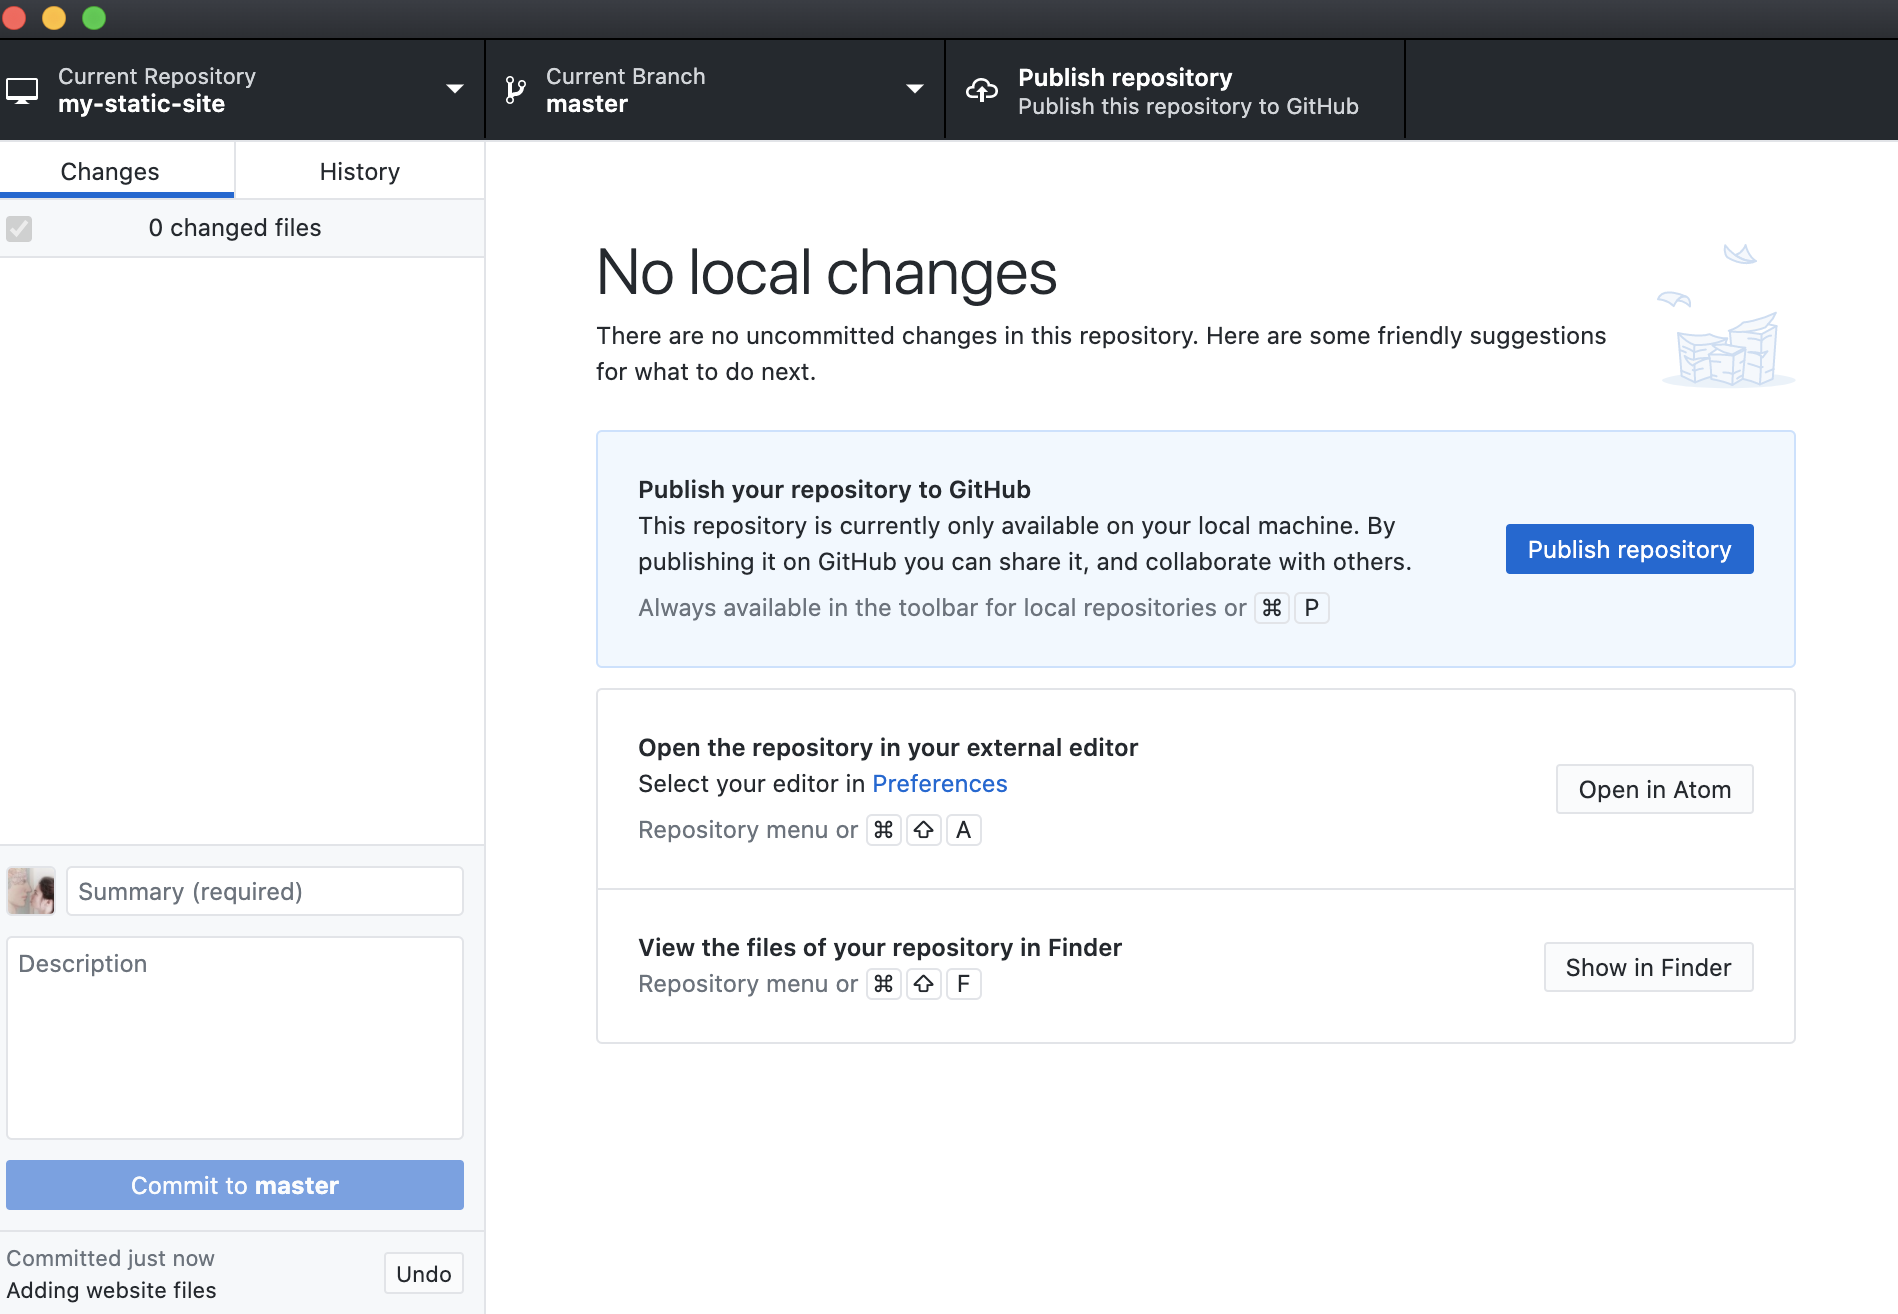 Current Repository
my-static-site
Current Branch
master
Publish repository
Publish this repository to GitHub
Changes
History
0 changed files
No local changes
There are no uncommitted changes in this repository. Here are some friendly suggestions
for what to do next.
Publish your repository to GitHub
This repository is currently only available on your local machine. By
publishing it on GitHub you can share it, and collaborate with others.
Always available in the toolbar for local repositories or ⌘ P
Publish repository
Open the repository in your external editor
Select your editor in Preferences
Repository menu or ⌘ ⇧ A
Open in Atom
View the files of your repository in Finder
Repository menu or ⌘ ⇧ F
Show in Finder
Summary (required)
Description
Commit to master
Committed just now
Adding website files
Undo